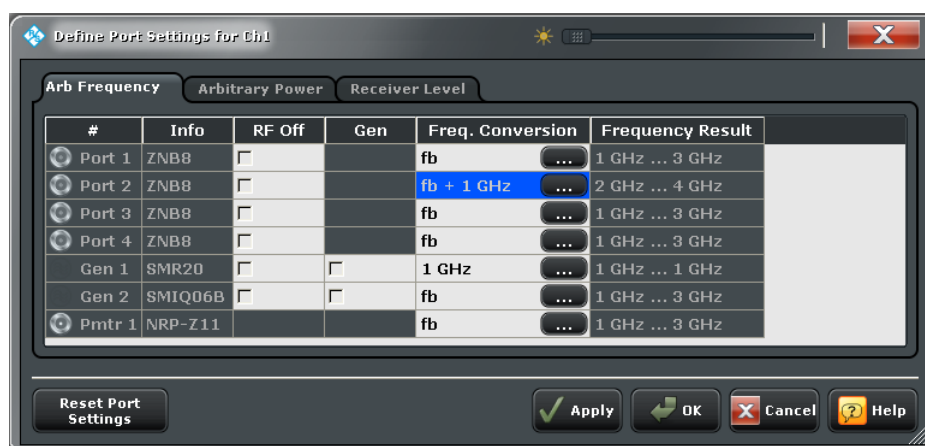 Define Port Settings for Ch1
X
Arb Frequency Arbitrary Power Receiver Level
# Info RF Off Gen Freq. Conversion Frequency Result
Port 1 ZNB8 fb ... 1 GHz ... 3 GHz
Port 2 ZNB8 fb + 1 GHz ... 2 GHz ... 4 GHz
Port 3 ZNB8 fb ... 1 GHz ... 3 GHz
Port 4 ZNB8 fb ... 1 GHz ... 3 GHz
Gen 1 SMR20 1 GHz ... 1 GHz ... 1 GHz
Gen 2 SMIQ06B fb ... 1 GHz ... 3 GHz
Pmtr 1 NRP-Z11 fb ... 1 GHz ... 3 GHz
Reset Port
Settings
Apply OK X Cancel ? Help